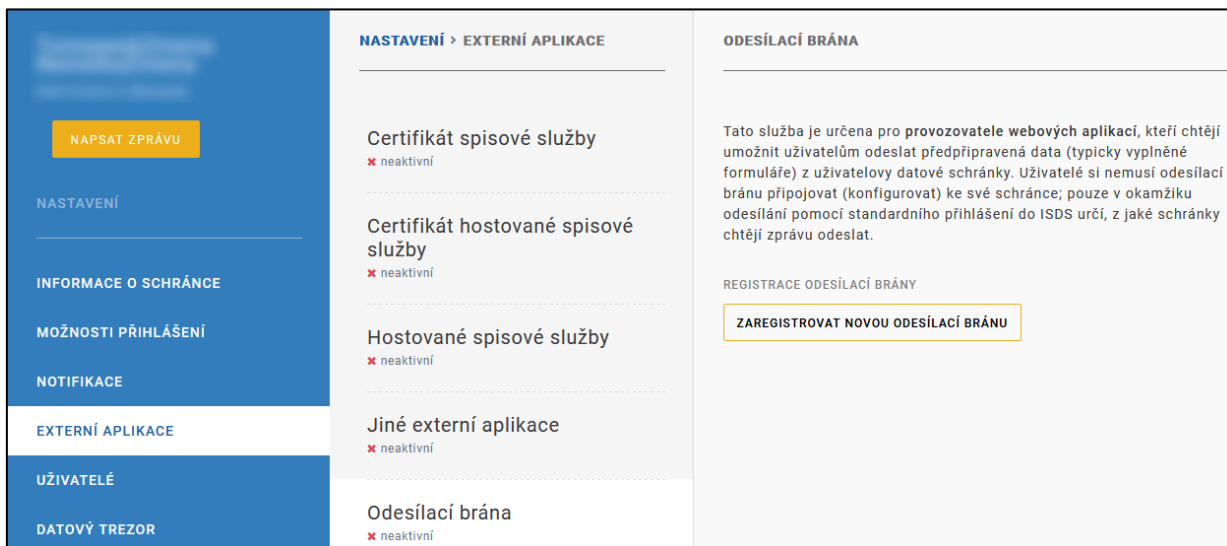 NAPSAT ZPRÁVU
NASTAVENÍ
INFORMACE O SCHRÁNCE
MOŽNOSTI PŘIHLÁŠENÍ
NOTIFIKACE
EXTERNÍ APLIKACE
UŽIVATELÉ
DATOVÝ TREZOR
NASTAVENÍ > EXTERNÍ APLIKACE
Certifikát spisové služby
✖ neaktivní
Certifikát hostované spisové
služby
✖ neaktivní
Hostované spisové služby
✖ neaktivní
Jiné externí aplikace
✖ neaktivní
Odesílací brána
✖ neaktivní
ODESÍLACÍ BRÁNA
Tato služba je určena pro provozovatele webových aplikací, kteří chtějí
umožnit uživatelům odeslat předpřipravená data (typicky vyplněné
formuláře) z uživatelovy datové schránky. Uživatelé si nemusí odesílací
bránu připojovat (konfigurovat) ke své schránce; pouze v okamžiku
odesílání pomocí standardního přihlášení do ISDS určí, z jaké schránky
chtějí zprávu odeslat.
REGISTRACE ODESÍLACÍ BRÁNY
ZAREGISTROVAT NOVOU ODESÍLACÍ BRÁNU